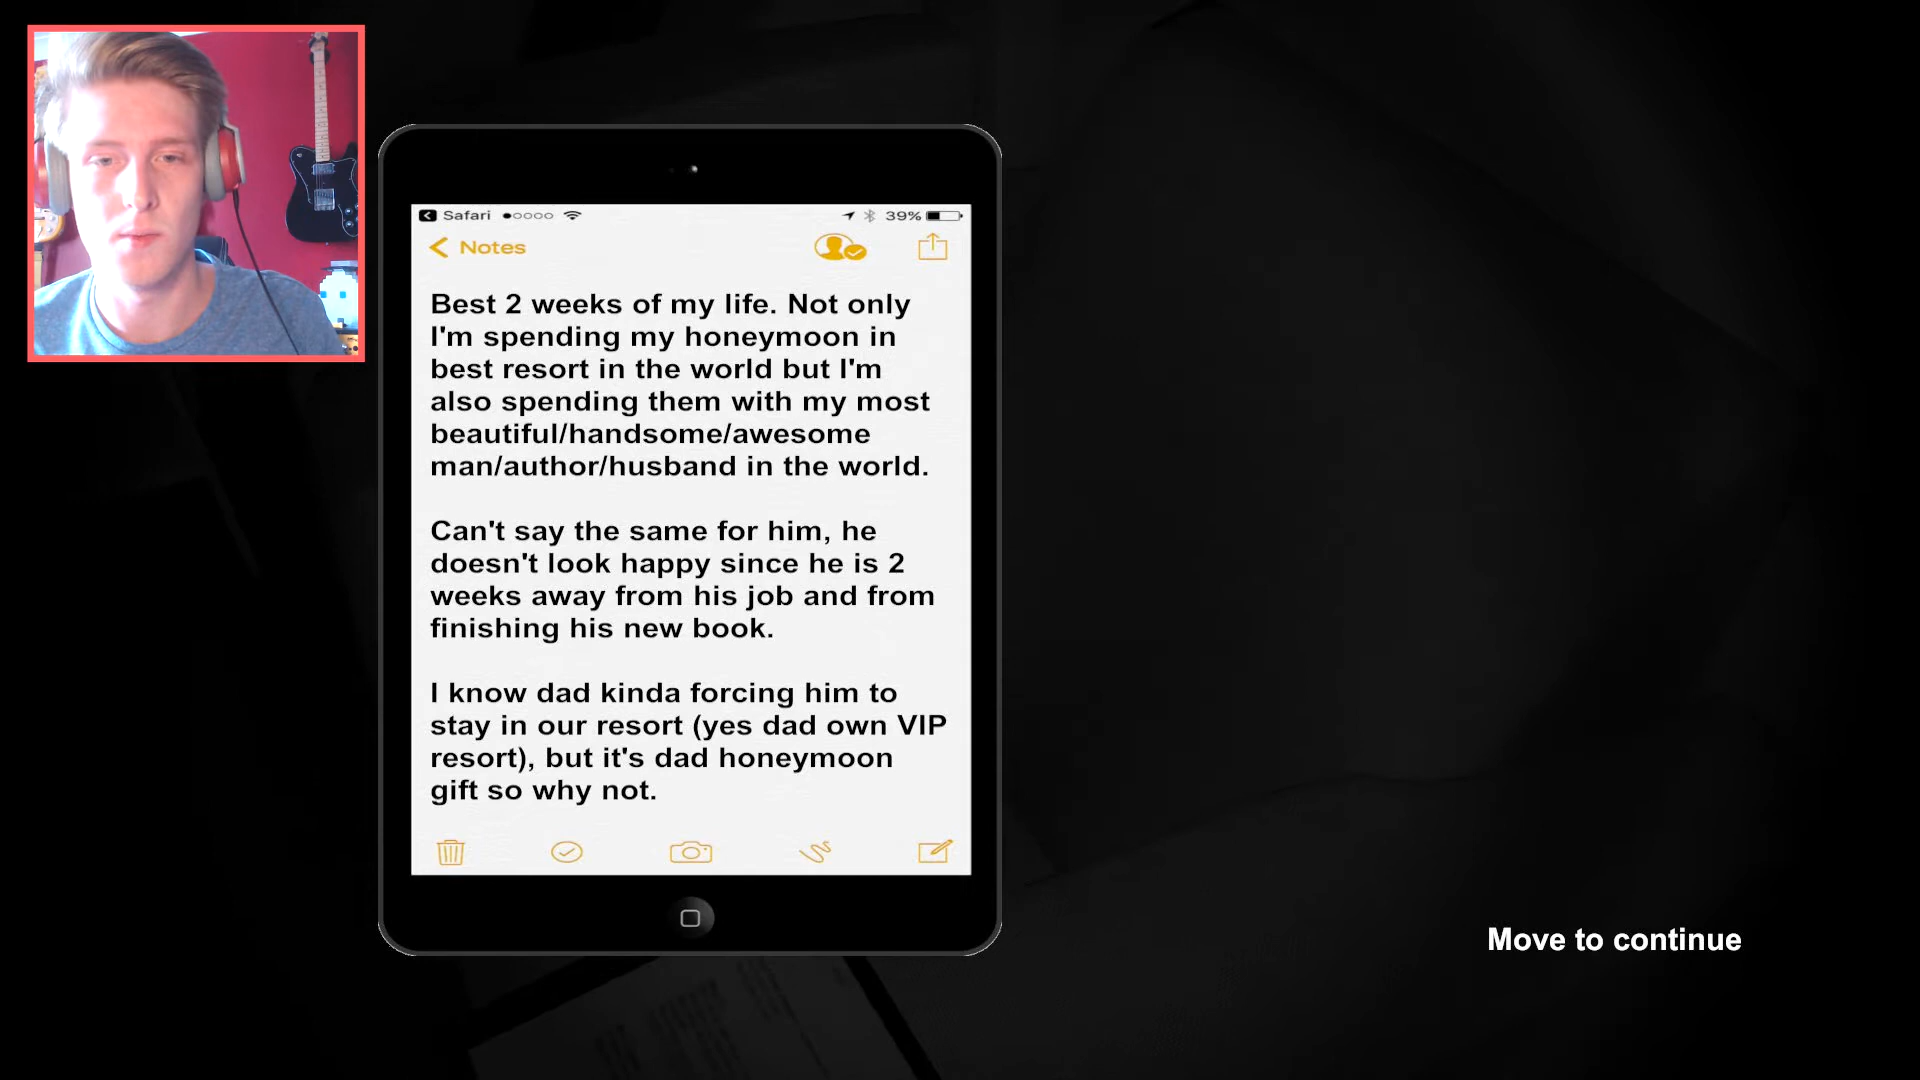 Safari
39%
Notes
Best 2 weeks of my life. Not only
I'm spending my honeymoon in
best resort in the world but I'm
also spending them with my most
beautiful/handsome/awesome
man/author/husband in the world.
Can't say the same for him, he
doesn't look happy since he is 2
weeks away from his job and from
finishing his new book.
I know dad kinda forcing him to
stay in our resort (yes dad own VIP
resort), but it's dad honeymoon
gift so why not.
Move to continue